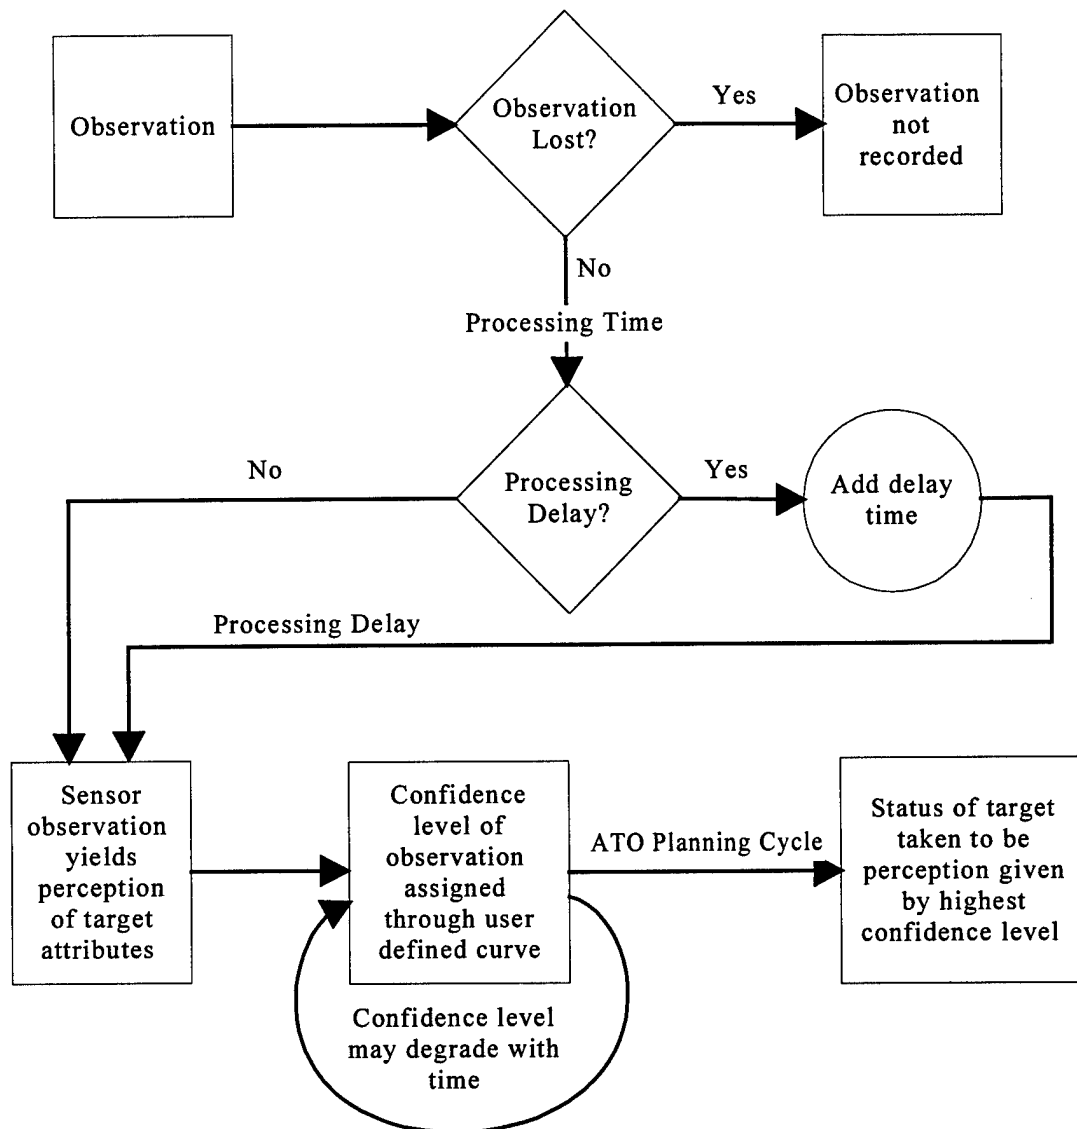 Observation
Observation
Lost?
Yes
Observation
not
recorded
No
Processing Time
No
Processing
Delay?
Yes
Add delay
time
Processing Delay
Sensor
observation
yields
perception
of target
attributes
Confidence
level of
observation
assigned
through user
defined curve
ATO Planning Cycle
Status of target
taken to be
perception given
by highest
confidence level
Confidence level
may degrade with
time